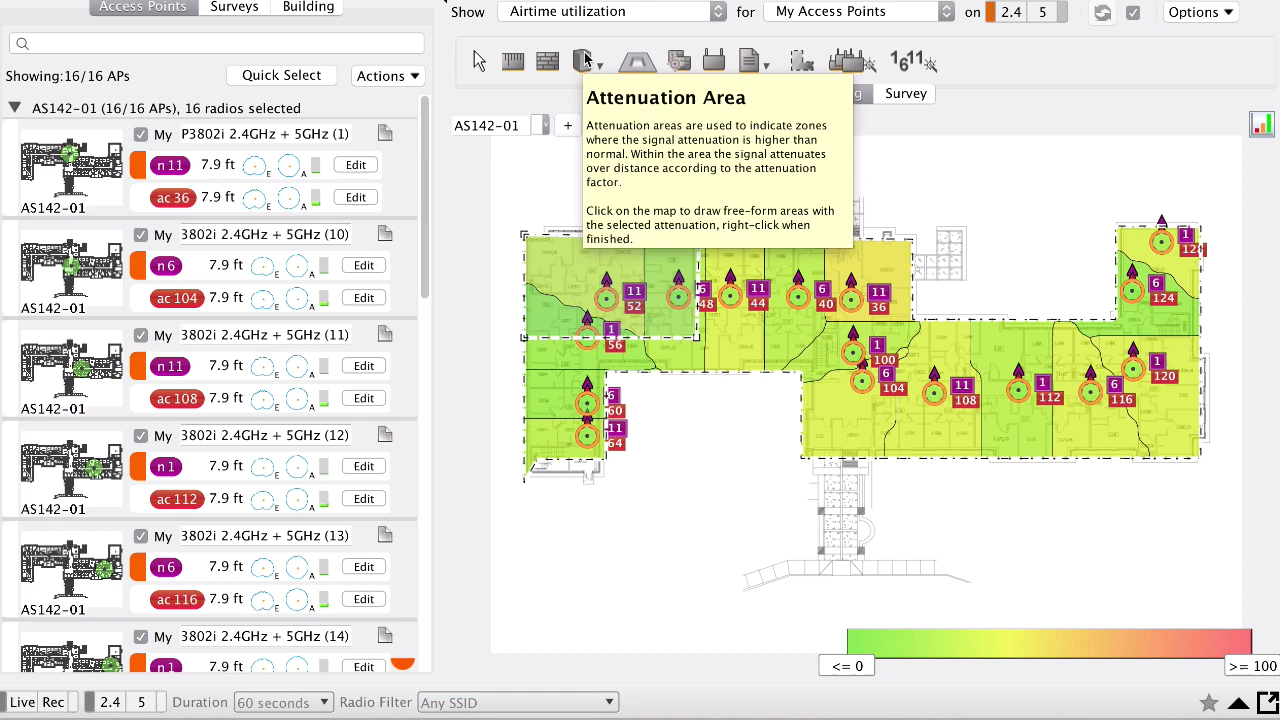 Access Points Surveys Building
Show Airtime utilization for My Access Points on 2.4 5 Options
Showing:16/16 APs Quick Select Actions
1611
Survey
AS142-01 (16/16 APs), 16 radios selected
AS142-01 +
Attenuation Area
Attenuation areas are used to indicate zones
where the signal attenuation is higher than
normal. Within the area the signal attenuates
over distance according to the attenuation
factor.
Click on the map to draw free-form areas with
the selected attenuation, right-click when
finished.
My P3802i 2.4GHz + 5GHz (1)
n 11 7.9 ft E A Edit
ac 36 7.9 ft Edit
AS142-01
My 3802i 2.4GHz + 5GHz (10)
n 6 7.9 ft E A Edit
ac 104 7.9 ft Edit
AS142-01
My 3802i 2.4GHz + 5GHz (11)
n 11 7.9 ft E A Edit
ac 108 7.9 ft Edit
AS142-01
My 3802i 2.4GHz + 5GHz (12)
n 1 7.9 ft E A Edit
ac 112 7.9 ft Edit
AS142-01
My 3802i 2.4GHz + 5GHz (13)
n 6 7.9 ft E A Edit
ac 116 7.9 ft Edit
AS142-01
My 3802i 2.4GHz + 5GHz (14)
n 1 7.9 ft E A Edit
1
11 6 11 6 11 6
52 48 44 40 36 124
1 1
56 100
6 11 1 6 1
104 108 112 116 120
6
60
11
64
<= 0 >= 100
Live Rec 2.4 5 Duration 60 seconds Radio Filter Any SSID